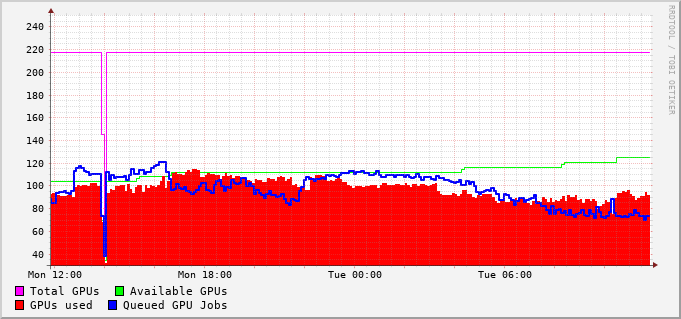 240
220
200
180
160
140
120
100
80
60
40
Mon 12:00 Mon 18:00 Tue 00:00 Tue 06:00
Total GPUs Available GPUs
GPUs used Queued GPU Jobs
RRDTOOL / TOBI OETIKER